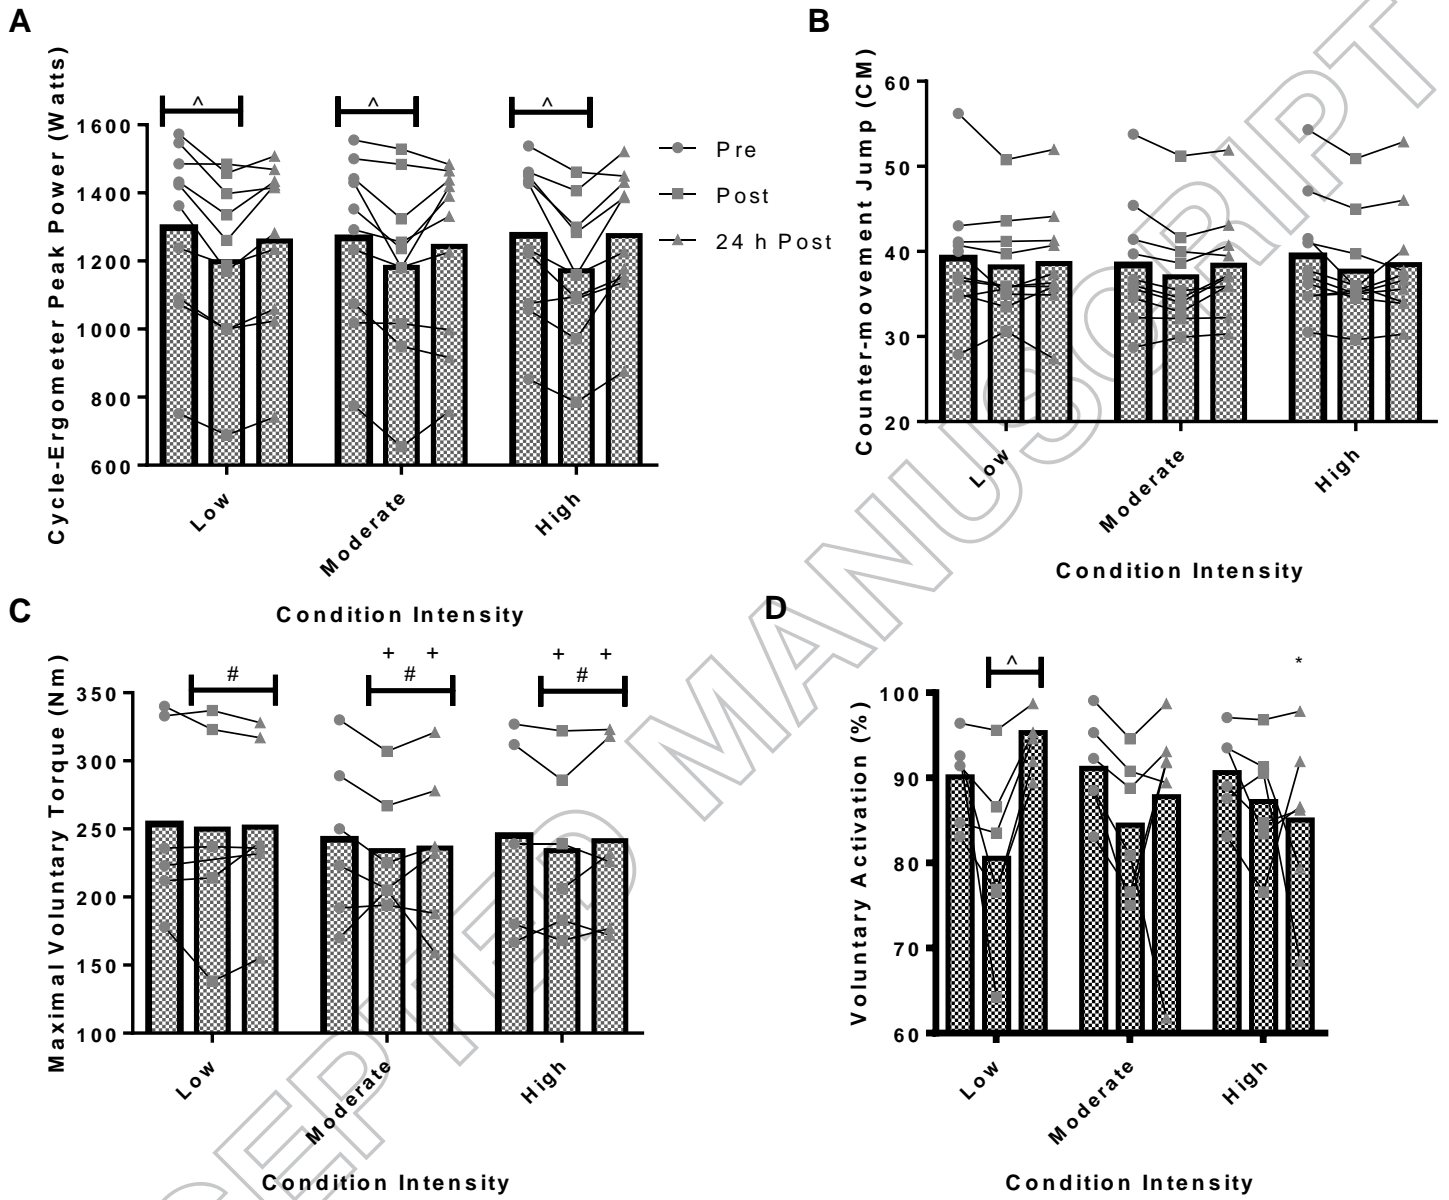 A
Cycle-Ergometer Peak Power (Watts)
1600
1400
1200
1000
800
600
^
^
^
Low
Moderate
High
Condition Intensity
Pre
Post
24 h Post
B
Counter-movement Jump (CM)
60
50
40
30
20
Low
Moderate
High
Condition Intensity
C
Maximal Voluntary Torque (Nm)
350
300
250
200
150
100
#
+ +
#
+ +
#
Low
Moderate
High
Condition Intensity
D
Voluntary Activation (%)
100
90
80
70
60
^
*
Low
Moderate
High
Condition Intensity
CEPTED MANUSCRIPT